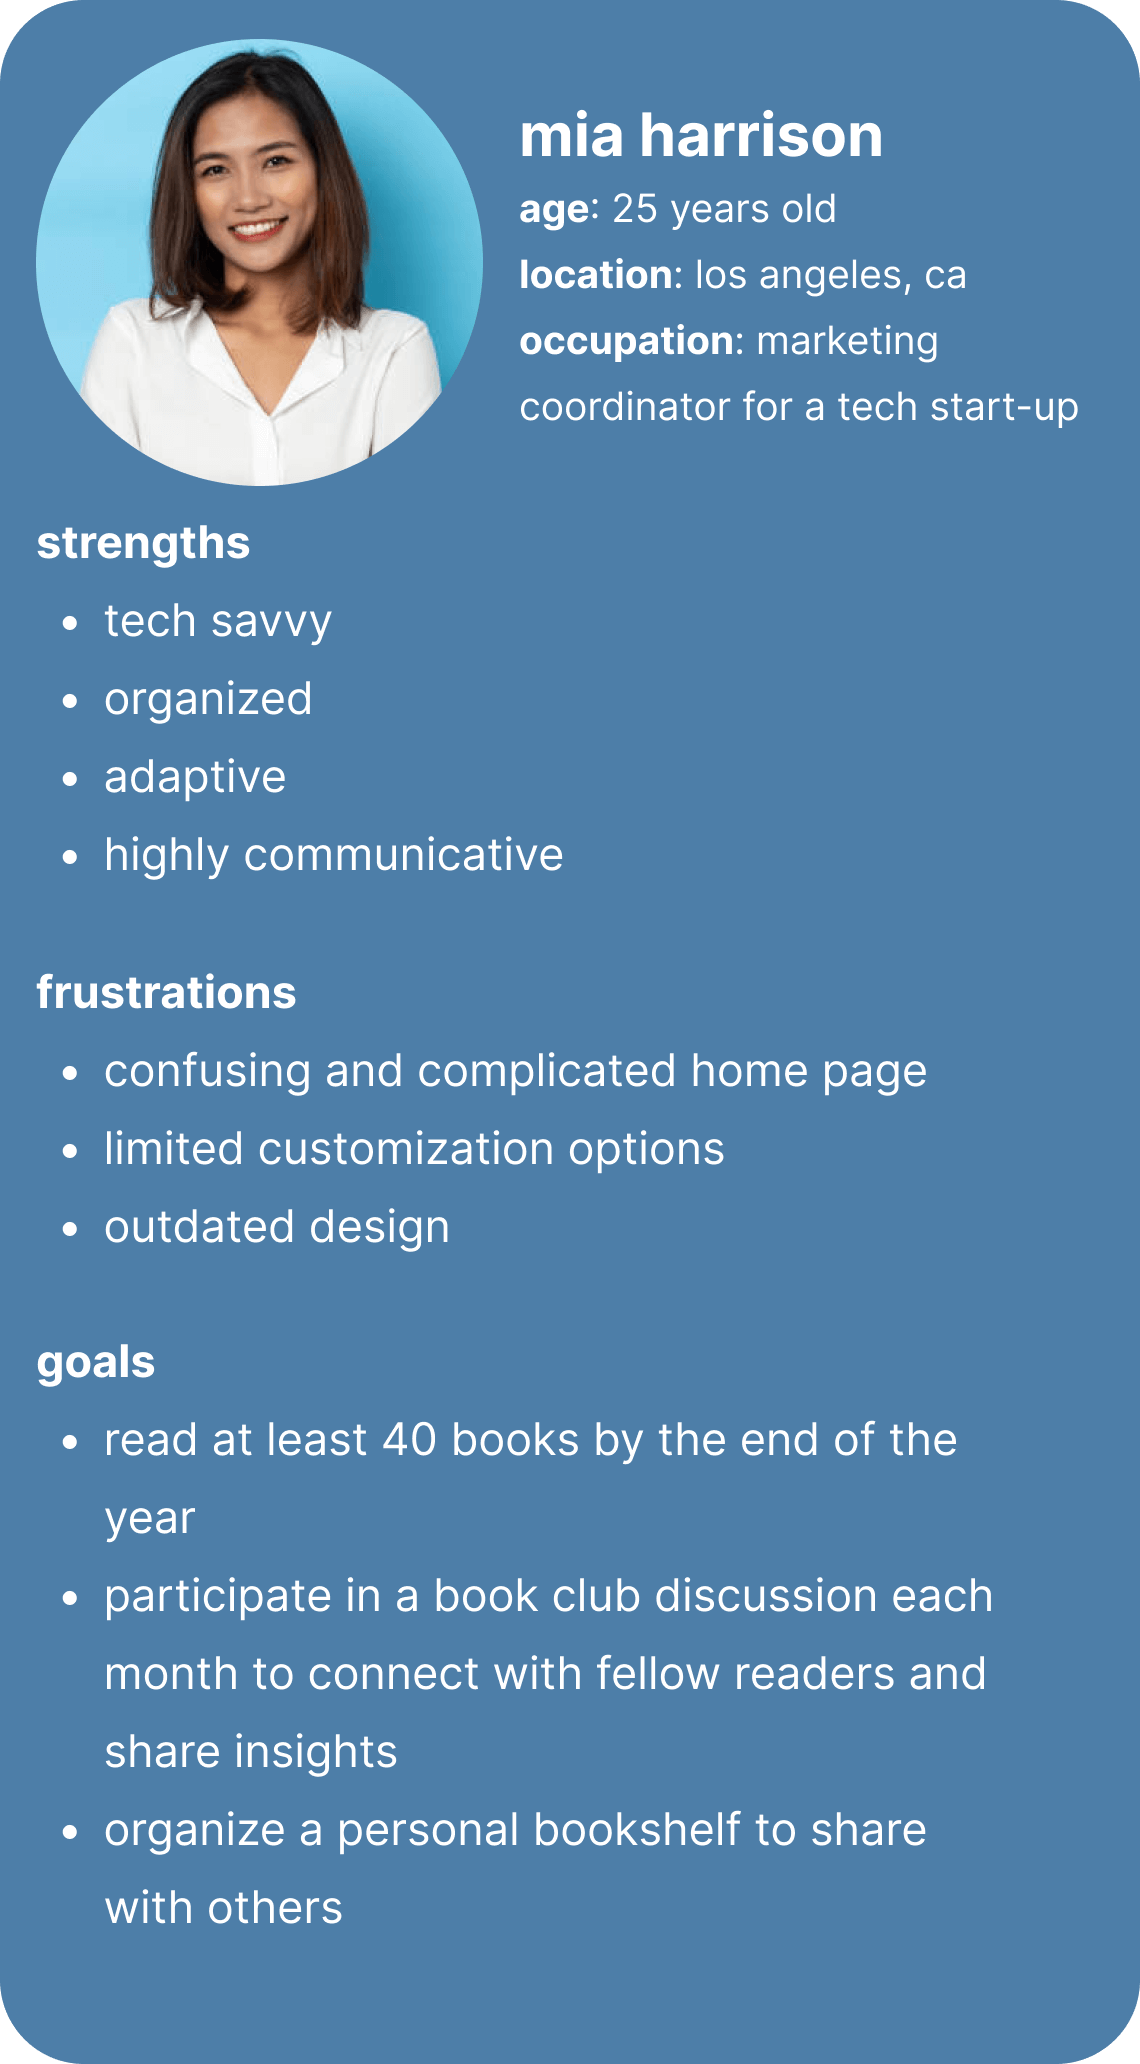 mia harrison
age: 25 years old
location: los angeles, ca
occupation: marketing
coordinator for a tech start-up
strengths
• tech savvy
• organized
• adaptive
• highly communicative
frustrations
• confusing and complicated home page
• limited customization options
• outdated design
goals
• read at least 40 books by the end of the
year
• participate in a book club discussion each
month to connect with fellow readers and
share insights
• organize a personal bookshelf to share
with others